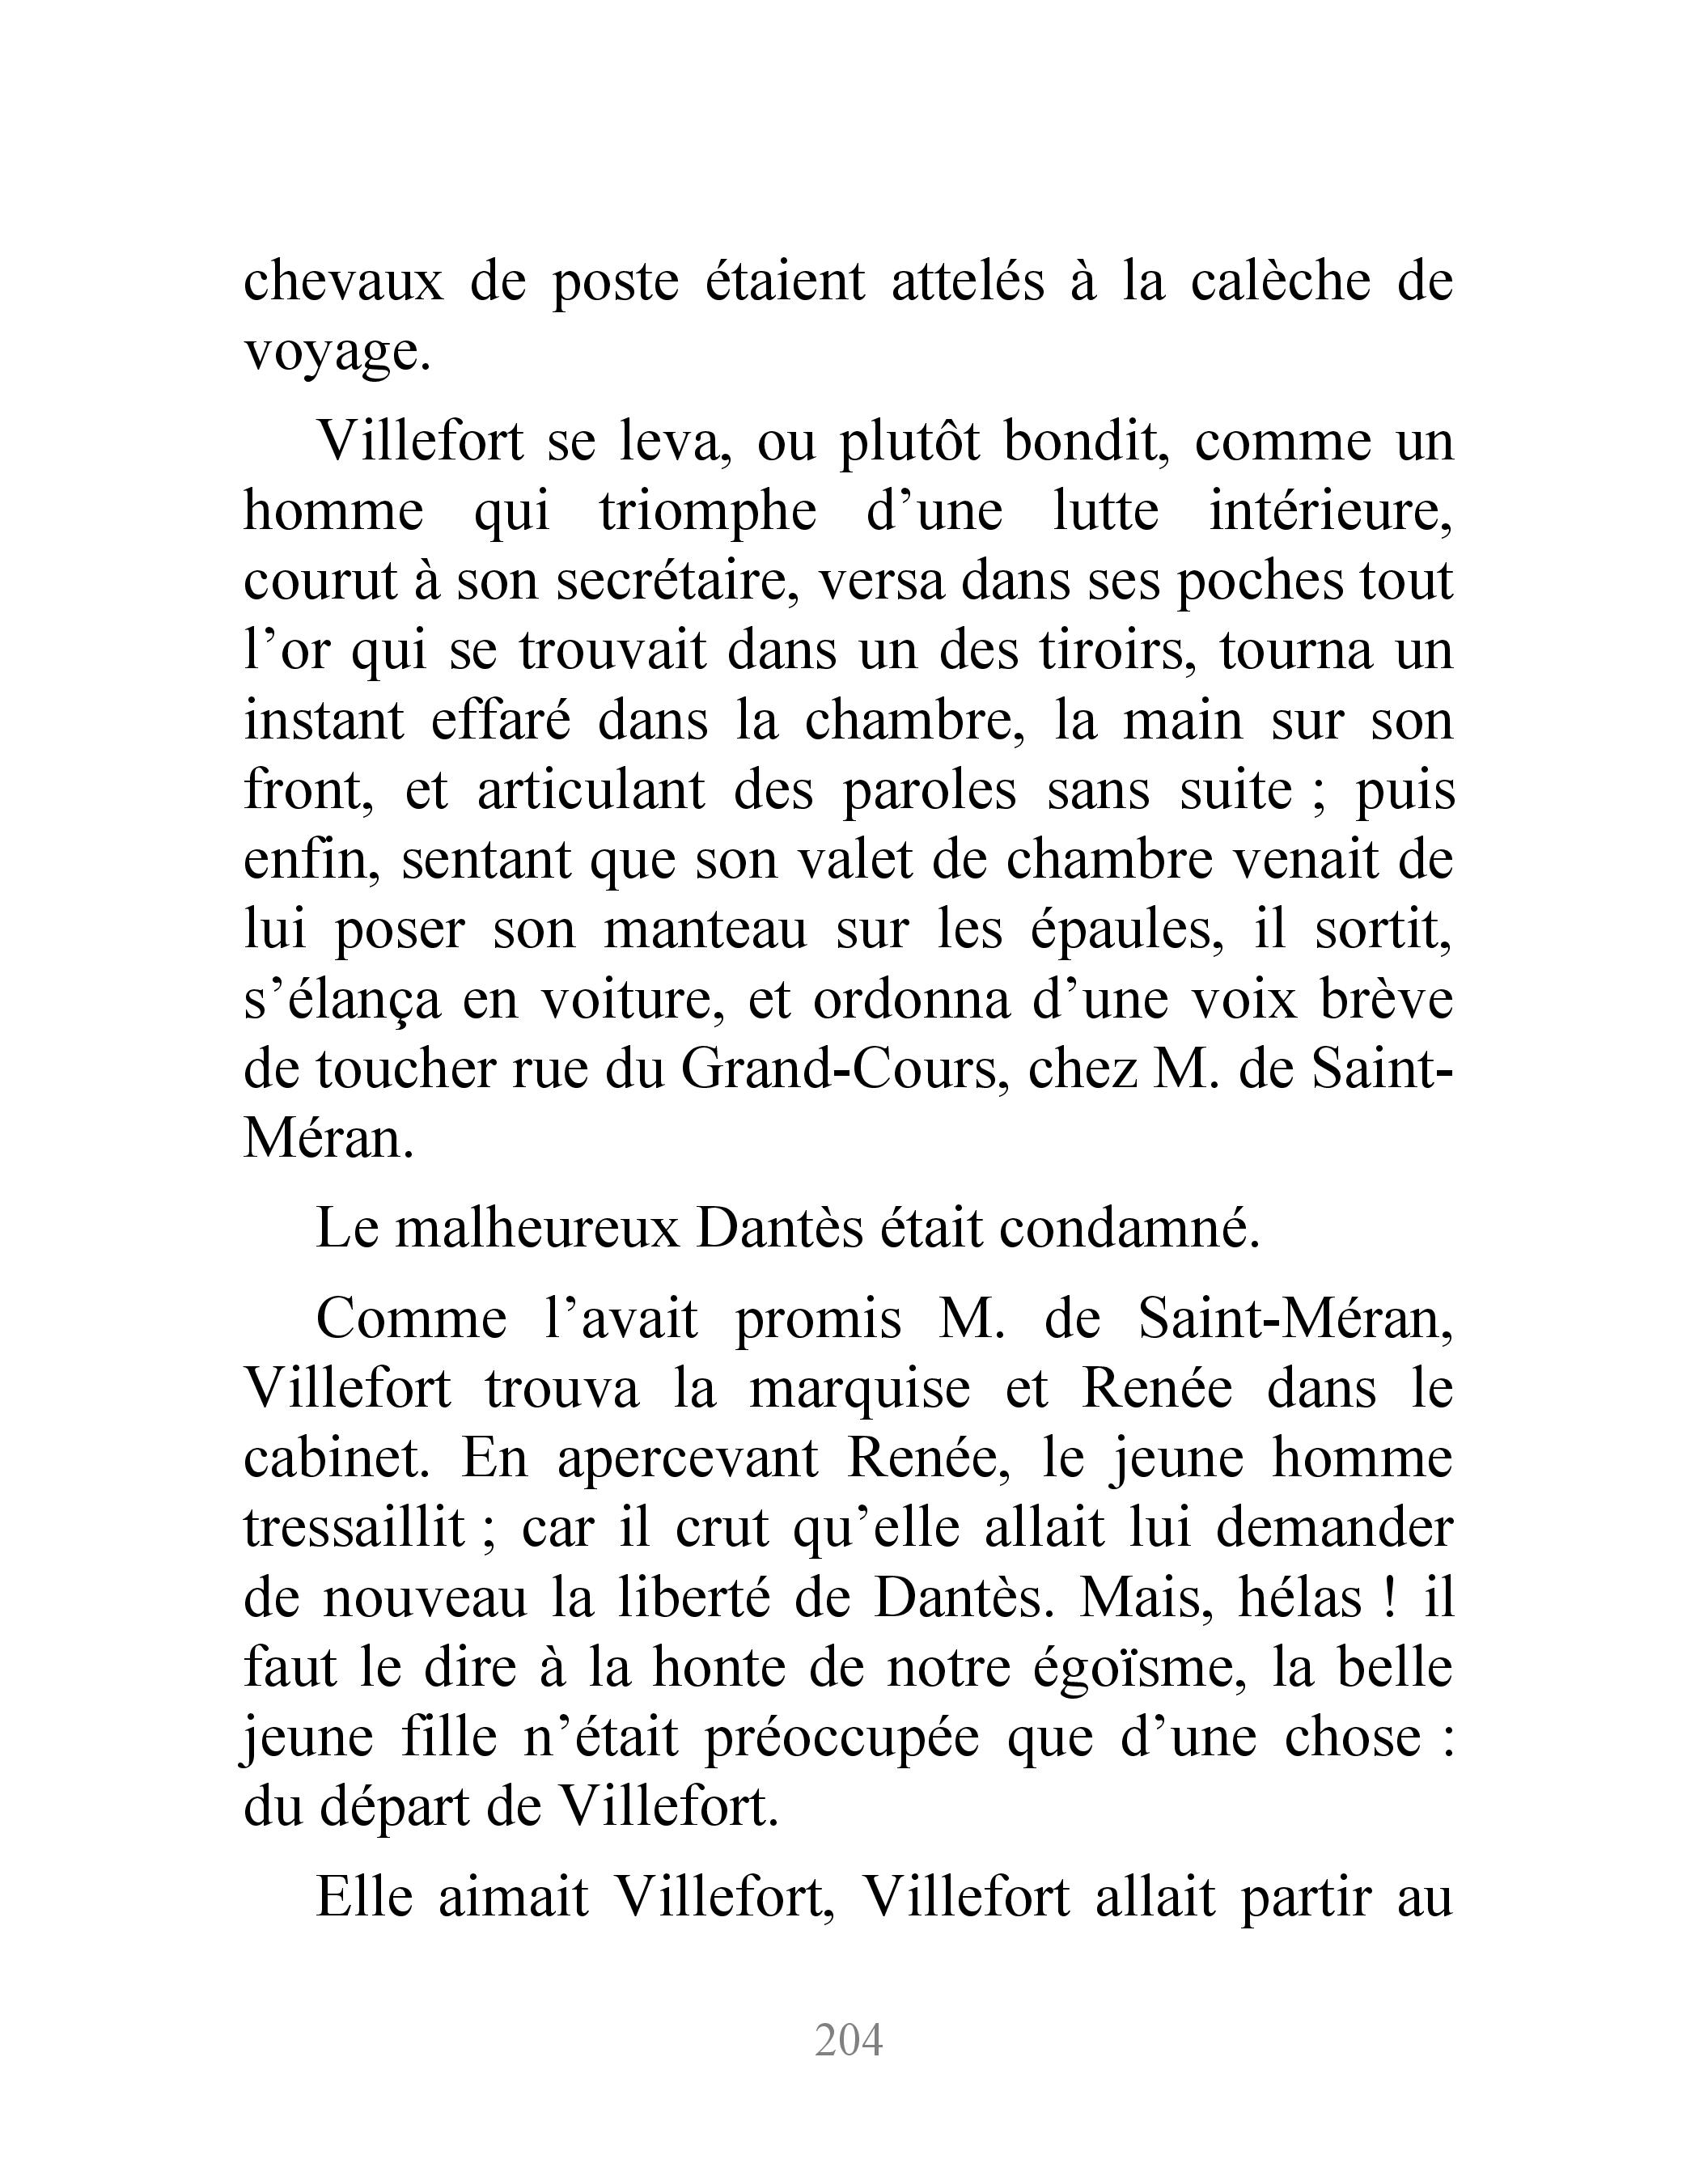 chevaux de poste étaient attelés à la calèche de
voyage.
Villefort se leva, ou plutôt bondit, comme un
homme qui triomphe d’une lutte intérieure,
courut à son secrétaire, versa dans ses poches tout
l’or qui se trouvait dans un des tiroirs, tourna un
instant effaré dans la chambre, la main sur son
front, et articulant des paroles sans suite ; puis
enfin, sentant que son valet de chambre venait de
lui poser son manteau sur les épaules, il sortit,
s’élança en voiture, et ordonna d’une voix brève
de toucher rue du Grand-Cours, chez M. de Saint-
Méran.
Le malheureux Dantès était condamné.
Comme l’avait promis M. de Saint-Méran,
Villefort trouva la marquise et Renée dans le
cabinet. En apercevant Renée, le jeune homme
tressaillit ; car il crut qu’elle allait lui demander
de nouveau la liberté de Dantès. Mais, hélas ! il
faut le dire à la honte de notre égoïsme, la belle
jeune fille n’était préoccupée que d’une chose :
du départ de Villefort.
Elle aimait Villefort, Villefort allait partir au
204